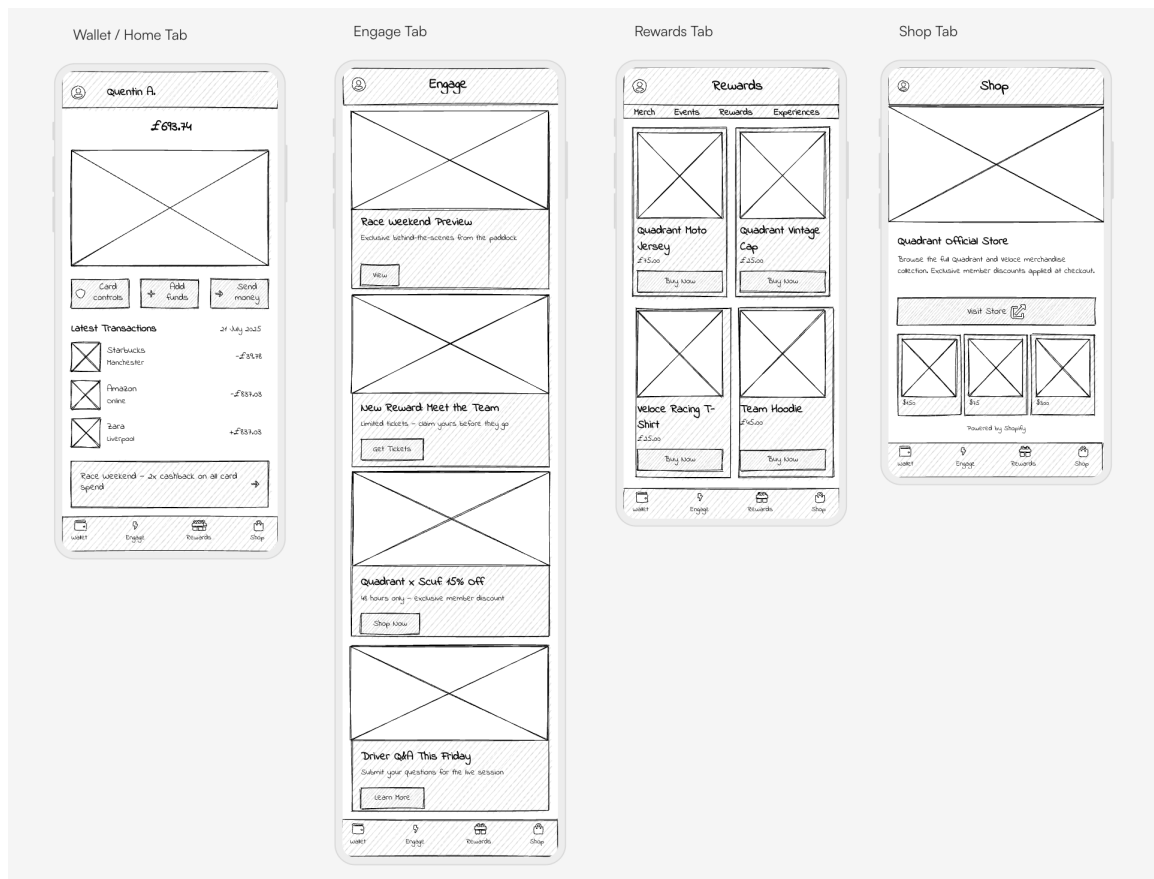 Wallet / Home Tab
Quentin A.
£693.74
Card
controls
Add
funds
Send
money
Latest Transactions
21 July 2025
Starbucks
Manchester
Amazon
Online
Zara
Liverpool
Race weekend – 2x cashback on all card
spend
Wallet
Engage
Rewards
Shop
Engage Tab
Engage
Race Weekend Preview
Exclusive behind-the-scenes from the paddock
View
New Reward: Meet the Team
Limited tickets – claim yours before they go
Get Tickets
Quadrant x Scuf 15% Off
48 hours only – exclusive member discount
Shop Now
Driver Q&A This Friday
Submit your questions for the live session
Learn More
Wallet
Engage
Rewards
Shop
Rewards Tab
Rewards
Merch
Events
Rewards
Experiences
Quadrant Moto
Jersey
Buy Now
Quadrant Vintage
Cap
£25.00
Buy Now
Veloce Racing T-
Shirt
£25.00
Buy Now
Team Hoodie
£45.00
Buy Now
Wallet
Engage
Rewards
Shop
Shop Tab
Shop
Quadrant Official Store
Browse the full Quadrant and Veloce merchandise
collection. Exclusive member discounts applied at checkout.
Visit Store
Powered by Shopify
Wallet
Engage
Rewards
Shop